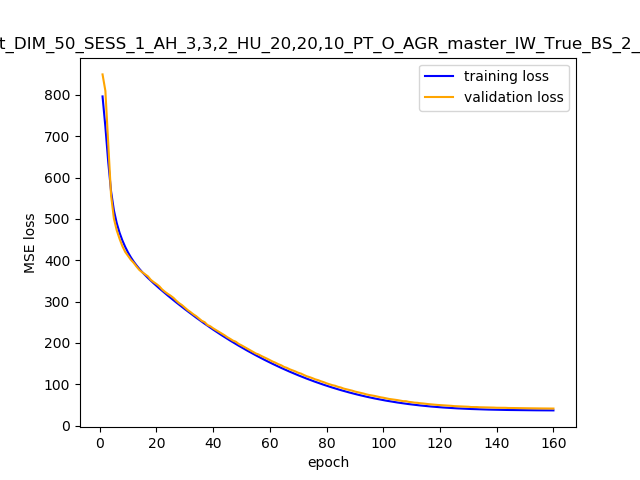 t_DIM_50_SESS_1_AH_3,3,2_HU_20,20,10_PT_O_AGR_master_IW_True_BS_2_
training loss
validation loss
800
700
600
500
400
300
200
100
0
MSE loss
0 20 40 60 80 100 120 140 160
epoch